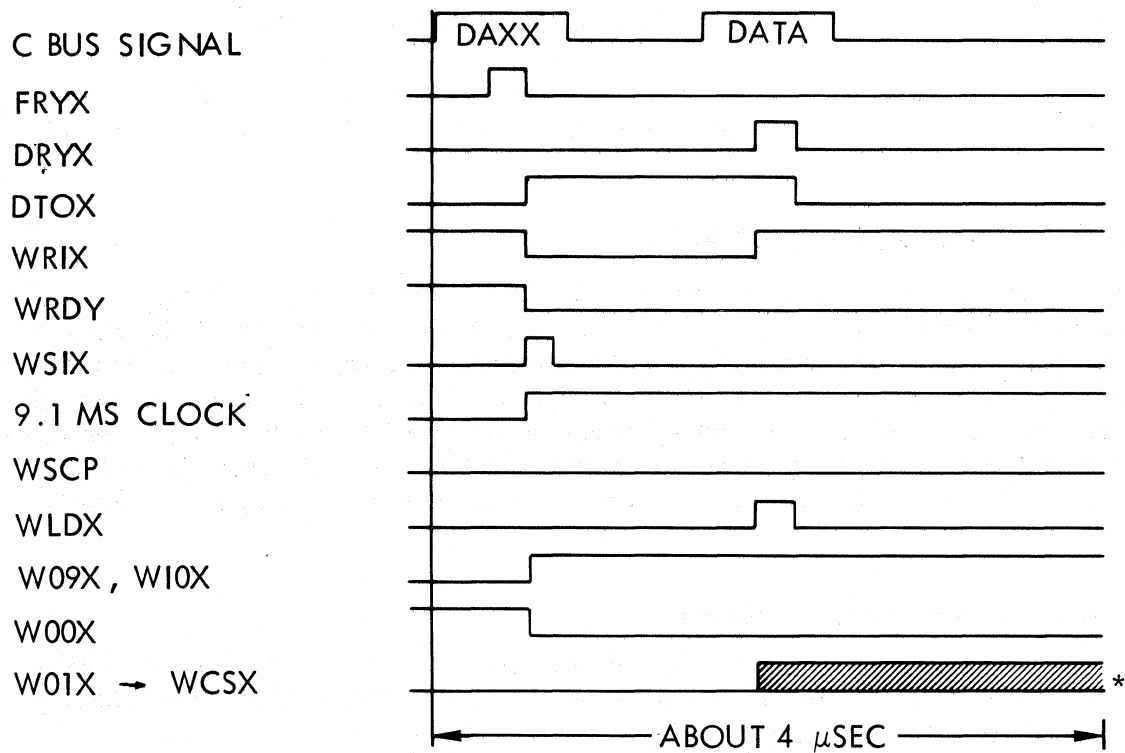 C BUS SIGNAL
DAXX
DATA
FRYX
DRYX
DTOX
WRIX
WRDY
WSIX
9.1 MS CLOCK
WSCP
WLDX
W09X, W10X
W00X
W01X → WCSX
*
ABOUT 4 μSEC